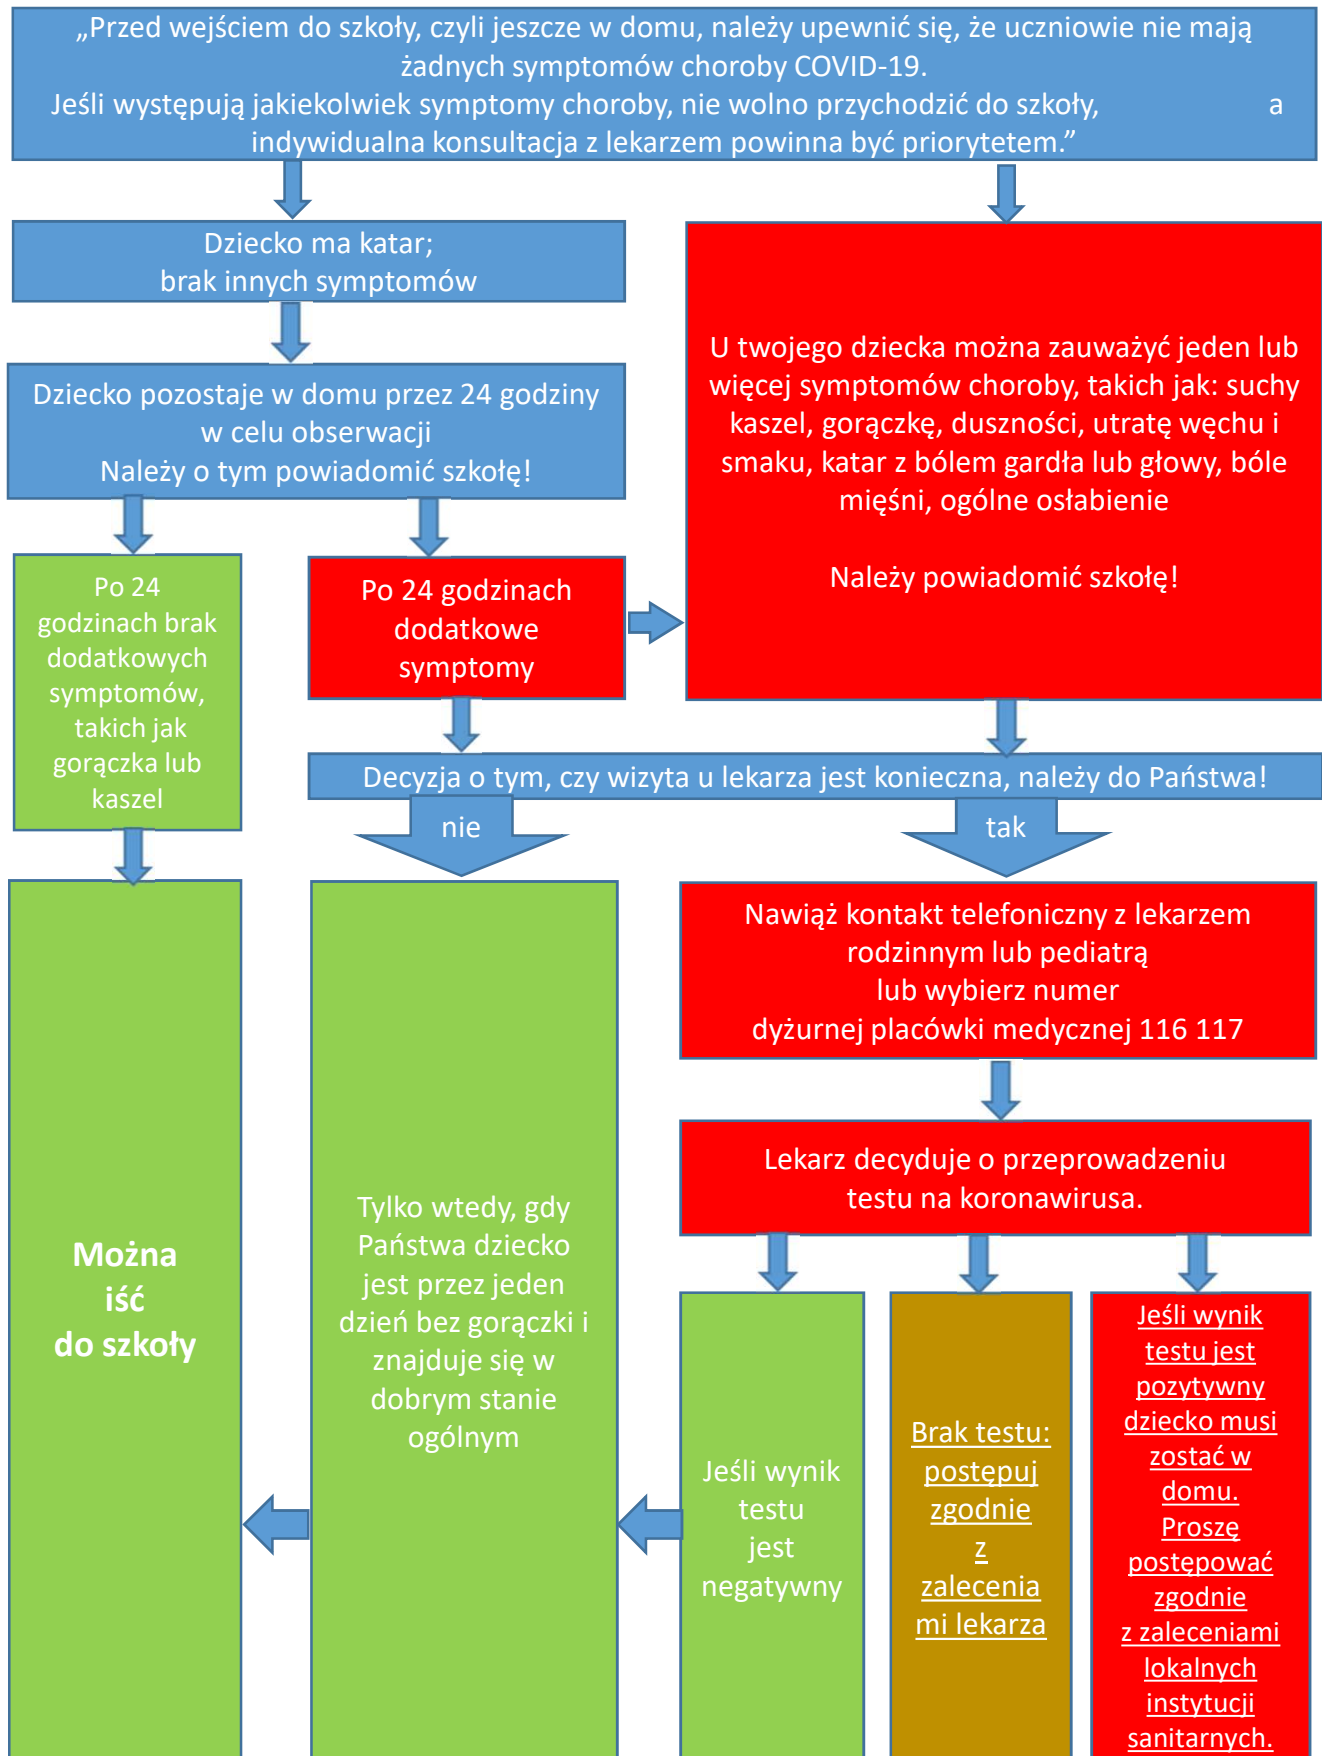 „Przed wejściem do szkoły, czyli jeszcze w domu, należy upewnić się, że uczniowie nie mają
żadnych symptomów choroby COVID-19.
Jeśli występują jakiekolwiek symptomy choroby, nie wolno przychodzić do szkoły, a
indywidualna konsultacja z lekarzem powinna być priorytetem.”
Dziecko ma katar;
brak innych symptomów
Dziecko pozostaje w domu przez 24 godziny
w celu obserwacji
Należy o tym powiadomić szkołę!
U twojego dziecka można zauważyć jeden lub
więcej symptomów choroby, takich jak: suchy
kaszel, gorączkę, duszności, utratę węchu i
smaku, katar z bólem gardła lub głowy, bóle
mięśni, ogólne osłabienie
Należy powiadomić szkołę!
Po 24
godzinach brak
dodatkowych
symptomów,
takich jak
gorączka lub
kaszel
Po 24 godzinach
dodatkowe
symptomy
Decyzja o tym, czy wizyta u lekarza jest konieczna, należy do Państwa!
nie
tak
Można
iść
do szkoły
Tylko wtedy, gdy
Państwa dziecko
jest przez jeden
dzień bez gorączki i
znajduje się w
dobrym stanie
ogólnym
Nawiąż kontakt telefoniczny z lekarzem
rodzinnym lub pediatrą
lub wybierz numer
dyżurnej placówki medycznej 116 117
Lekarz decyduje o przeprowadzeniu
testu na koronawirusa.
Jeśli wynik
testu
jest
negatywny
Brak testu:
postępuj
zgodnie
z
zalecenia
mi lekarza
Jeśli wynik
testu jest
pozytywny
dziecko musi
zostać w
domu.
Proszę
postępować
zgodnie
z zaleceniami
lokalnych
instytucji
sanitarnych.